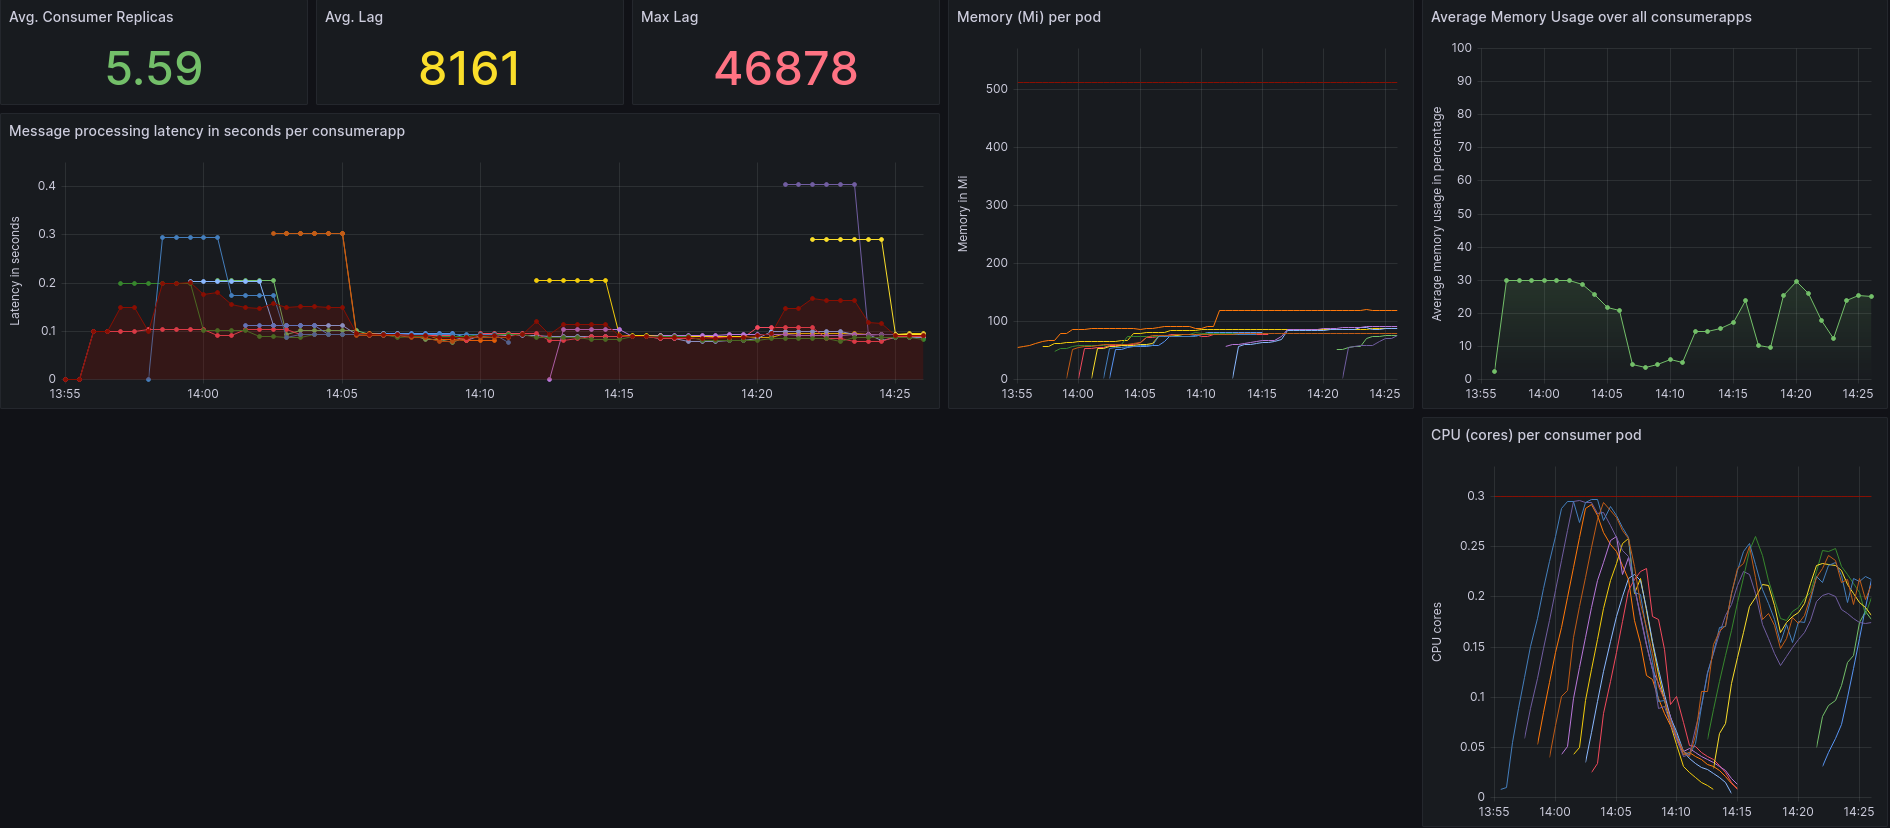 Avg. Consumer Replicas
5.59
Avg. Lag
8161
Max Lag
46878
Message processing latency in seconds per consumerapp
Latency in seconds
0.4
0.3
0.2
0.1
0
13:55 14:00 14:05 14:10 14:15 14:20 14:25
Memory (Mi) per pod
Memory in Mi
500
400
300
200
100
0
13:55 14:00 14:05 14:10 14:15 14:20 14:25
Average Memory Usage over all consumerapps
Average memory usage in percentage
100
90
80
70
60
50
40
30
20
10
0
13:55 14:00 14:05 14:10 14:15 14:20 14:25
CPU (cores) per consumer pod
CPU cores
0.3
0.25
0.2
0.15
0.1
0.05
0
13:55 14:00 14:05 14:10 14:15 14:20 14:25